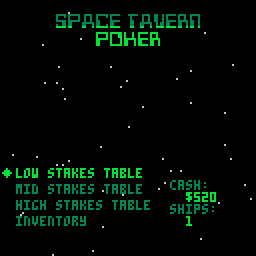 SPACE TAVERN
POKER
LOW STAKES TABLE
MID STAKES TABLE
HIGH STAKES TABLE
INVENTORY
CASH:
$520
SHIPS:
1